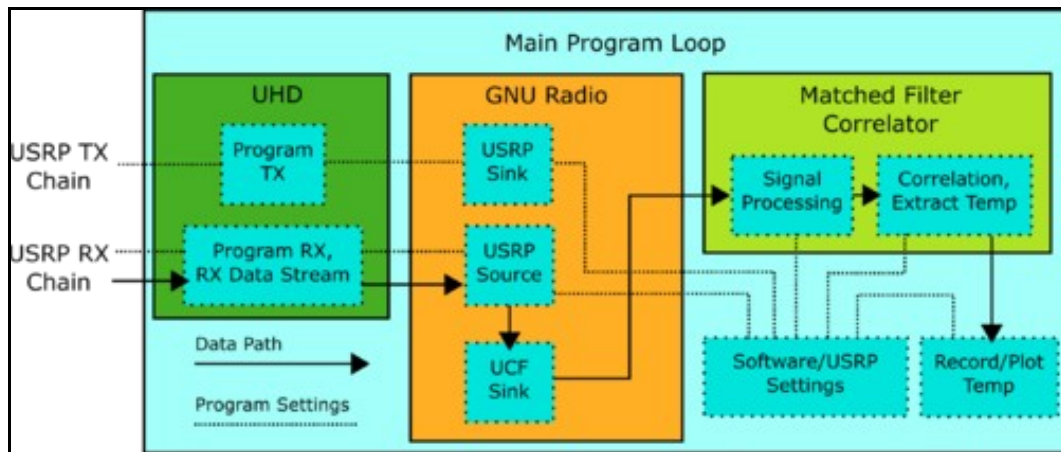 Main Program Loop
UHD
GNU Radio
Matched Filter
Correlator
USRP TX
Chain
Program
TX
USRP
Sink
Signal
Processing
Correlation,
Extract Temp
USRP RX
Chain
Program RX,
RX Data Stream
USRP
Source
Data Path
UCF
Sink
Software/USRP
Settings
Record/Plot
Temp
Program Settings